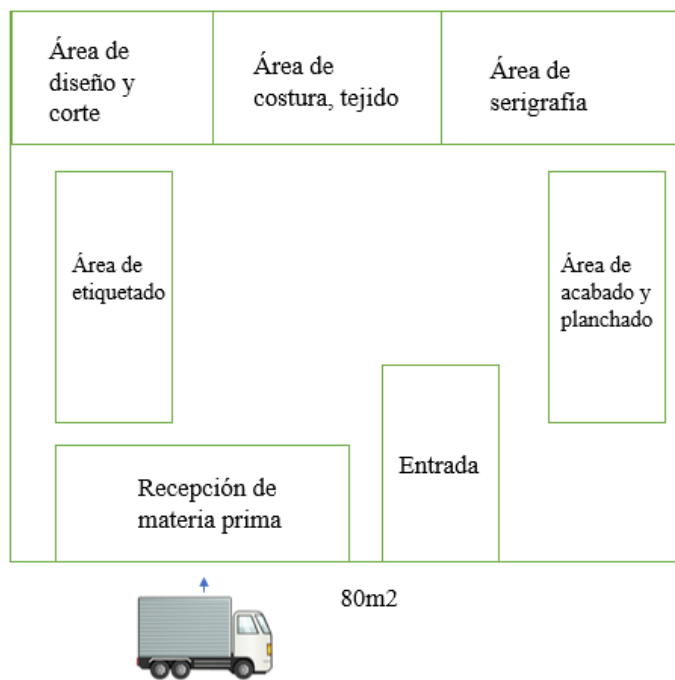 Área de
diseño y
corte
Área de
costura, tejido
Área de
serigrafía
Área de
etiquetado
Área de
acabado y
planchado
Entrada
Recepción de
materia prima
80m2